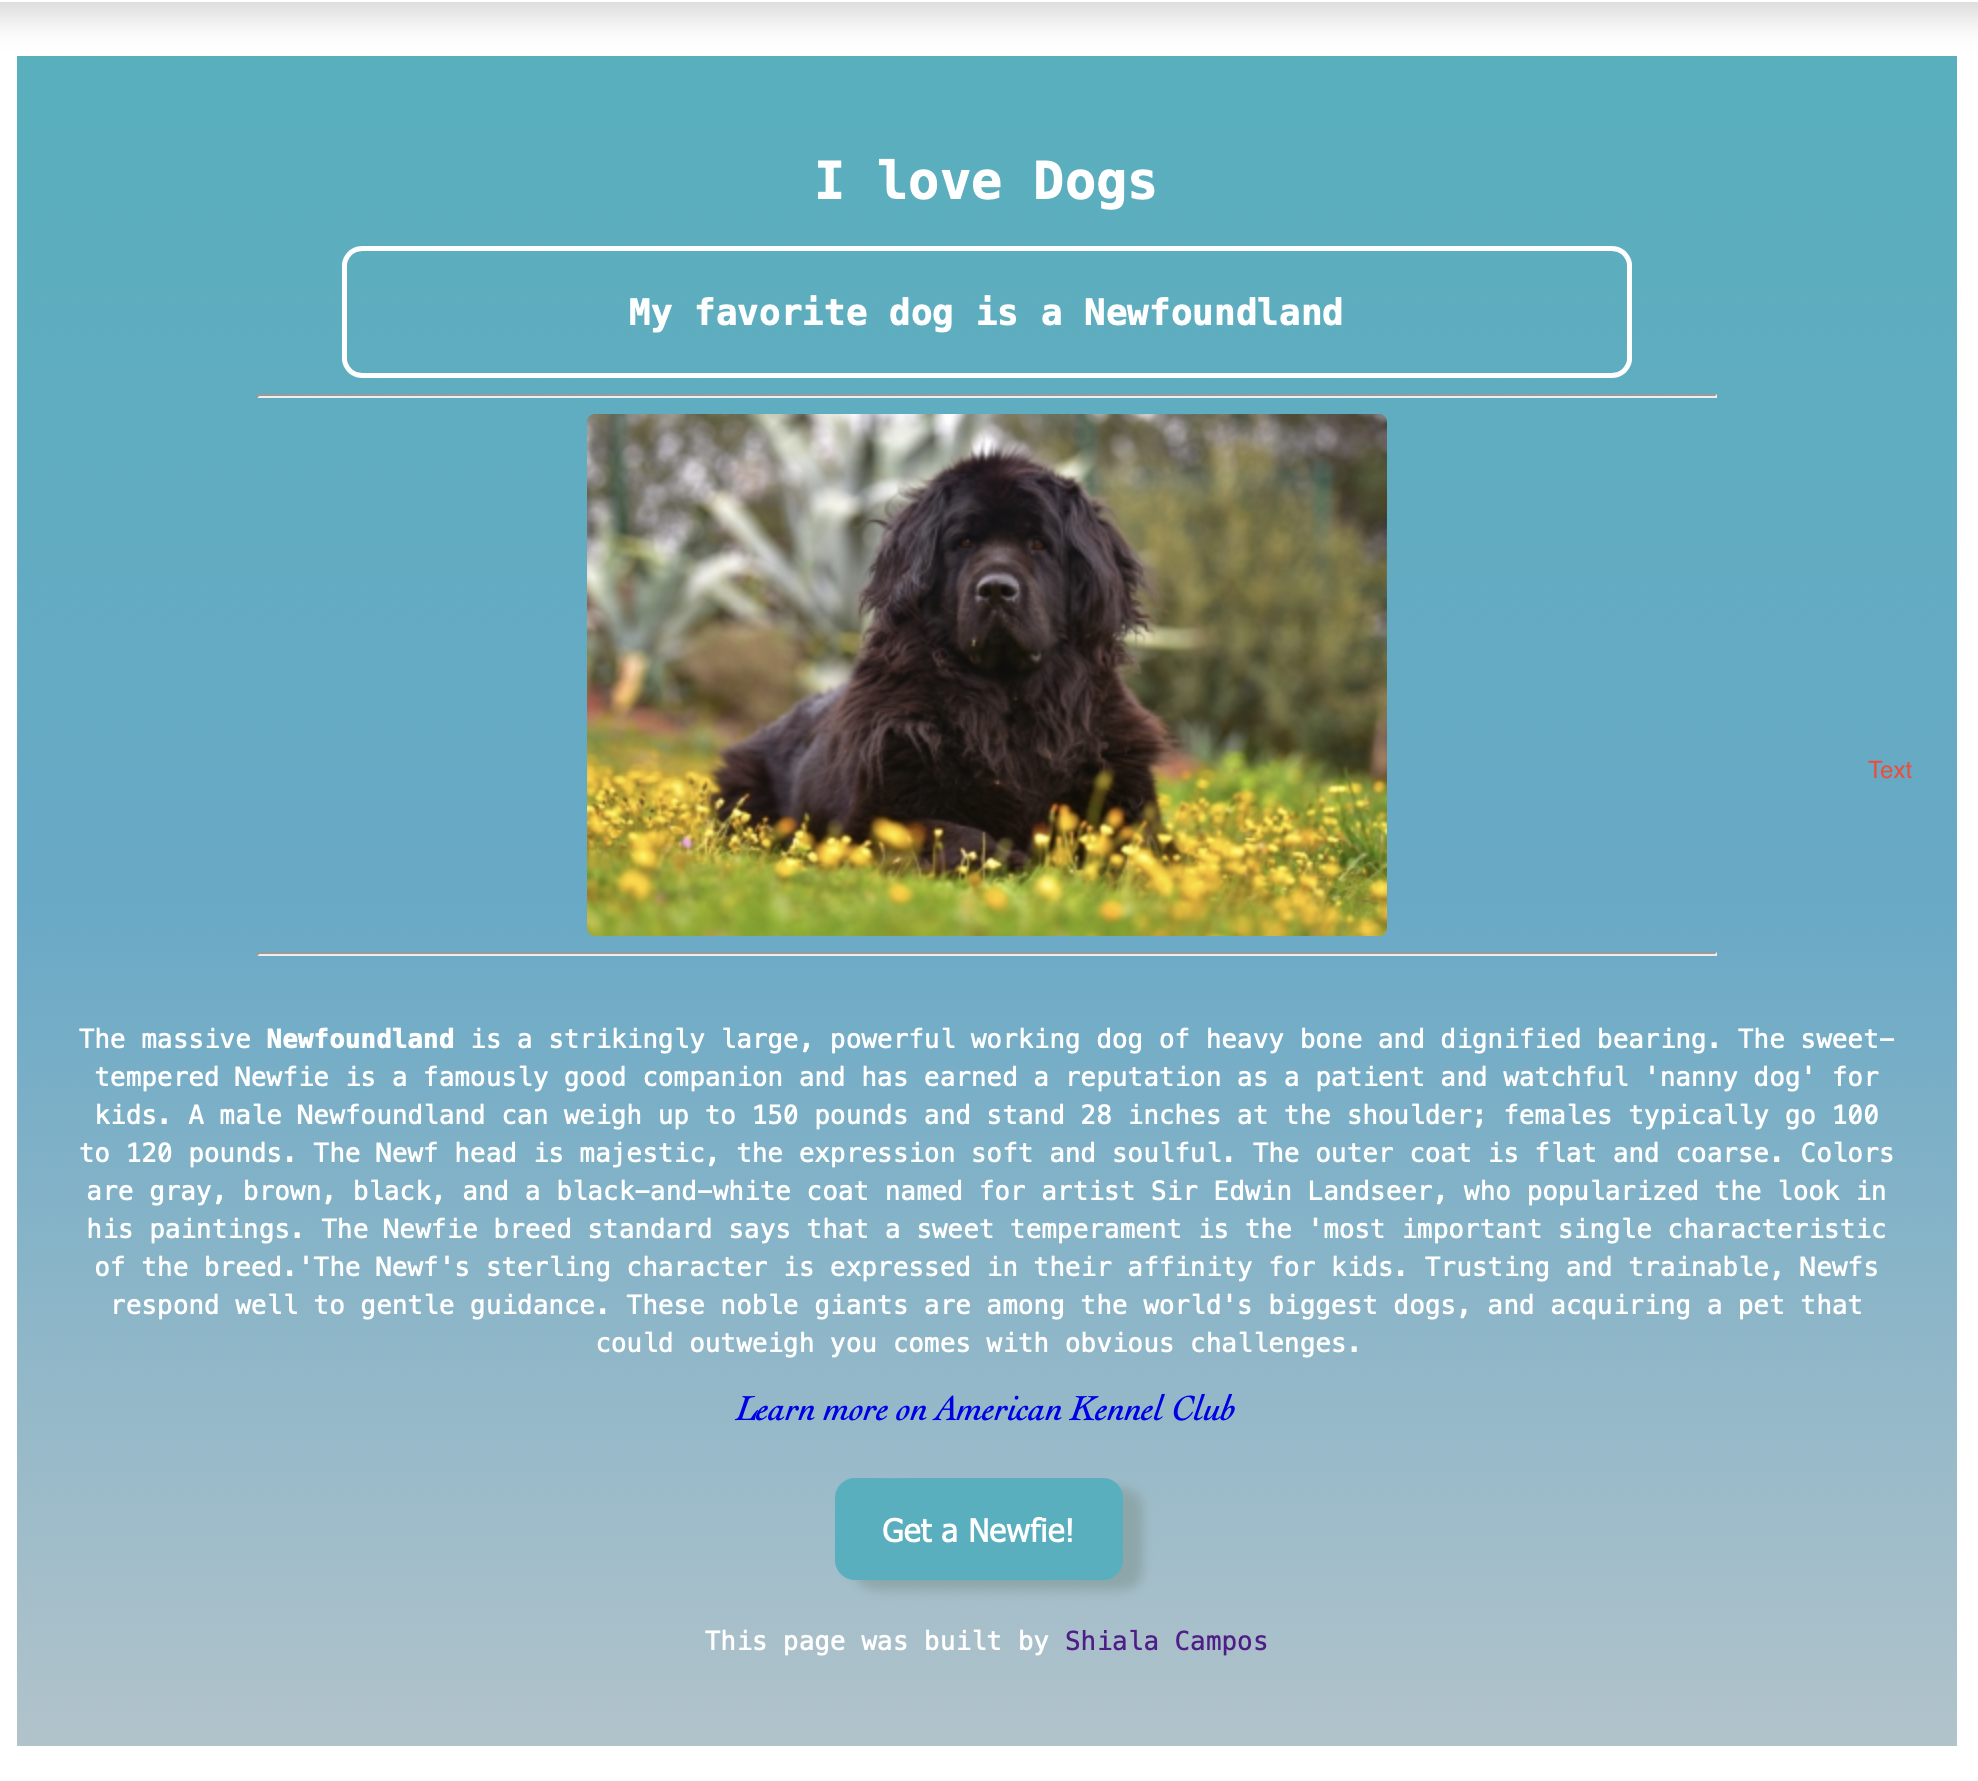 I love Dogs
My favorite dog is a Newfoundland
Text
The massive Newfoundland is a strikingly large, powerful working dog of heavy bone and dignified bearing. The sweet-
tempered Newfie is a famously good companion and has earned a reputation as a patient and watchful 'nanny dog' for
kids. A male Newfoundland can weigh up to 150 pounds and stand 28 inches at the shoulder; females typically go 100
to 120 pounds. The Newf head is majestic, the expression soft and soulful. The outer coat is flat and coarse. Colors
are gray, brown, black, and a black-and-white coat named for artist Sir Edwin Landseer, who popularized the look in
his paintings. The Newfie breed standard says that a sweet temperament is the 'most important single characteristic
of the breed.'The Newf's sterling character is expressed in their affinity for kids. Trusting and trainable, Newfs
respond well to gentle guidance. These noble giants are among the world's biggest dogs, and acquiring a pet that
could outweigh you comes with obvious challenges.
Learn more on American Kennel Club
Get a Newfie!
This page was built by Shiala Campos